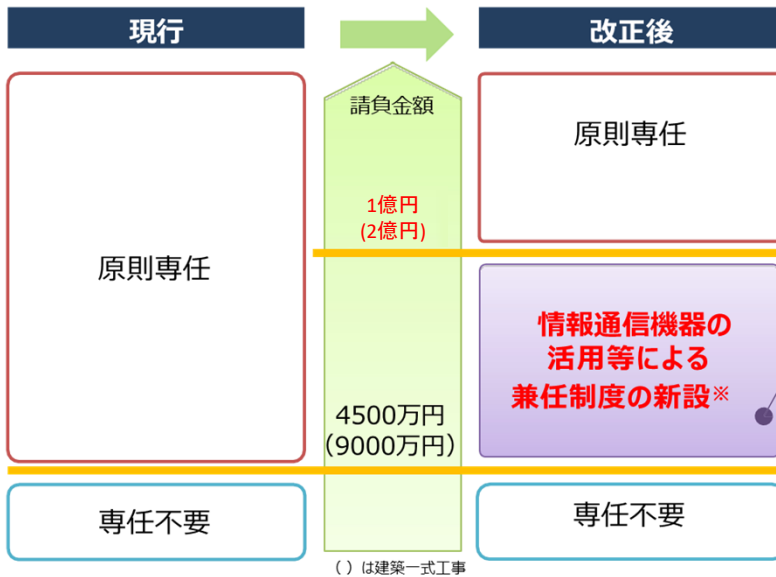 現行
改正後
請負金額
原則専任
1億円
(2億円)
原則専任
情報通信機器の
活用等による
兼任制度の新設※
4500万円
(9000万円)
専任不要
専任不要
( ) は建築一式工事